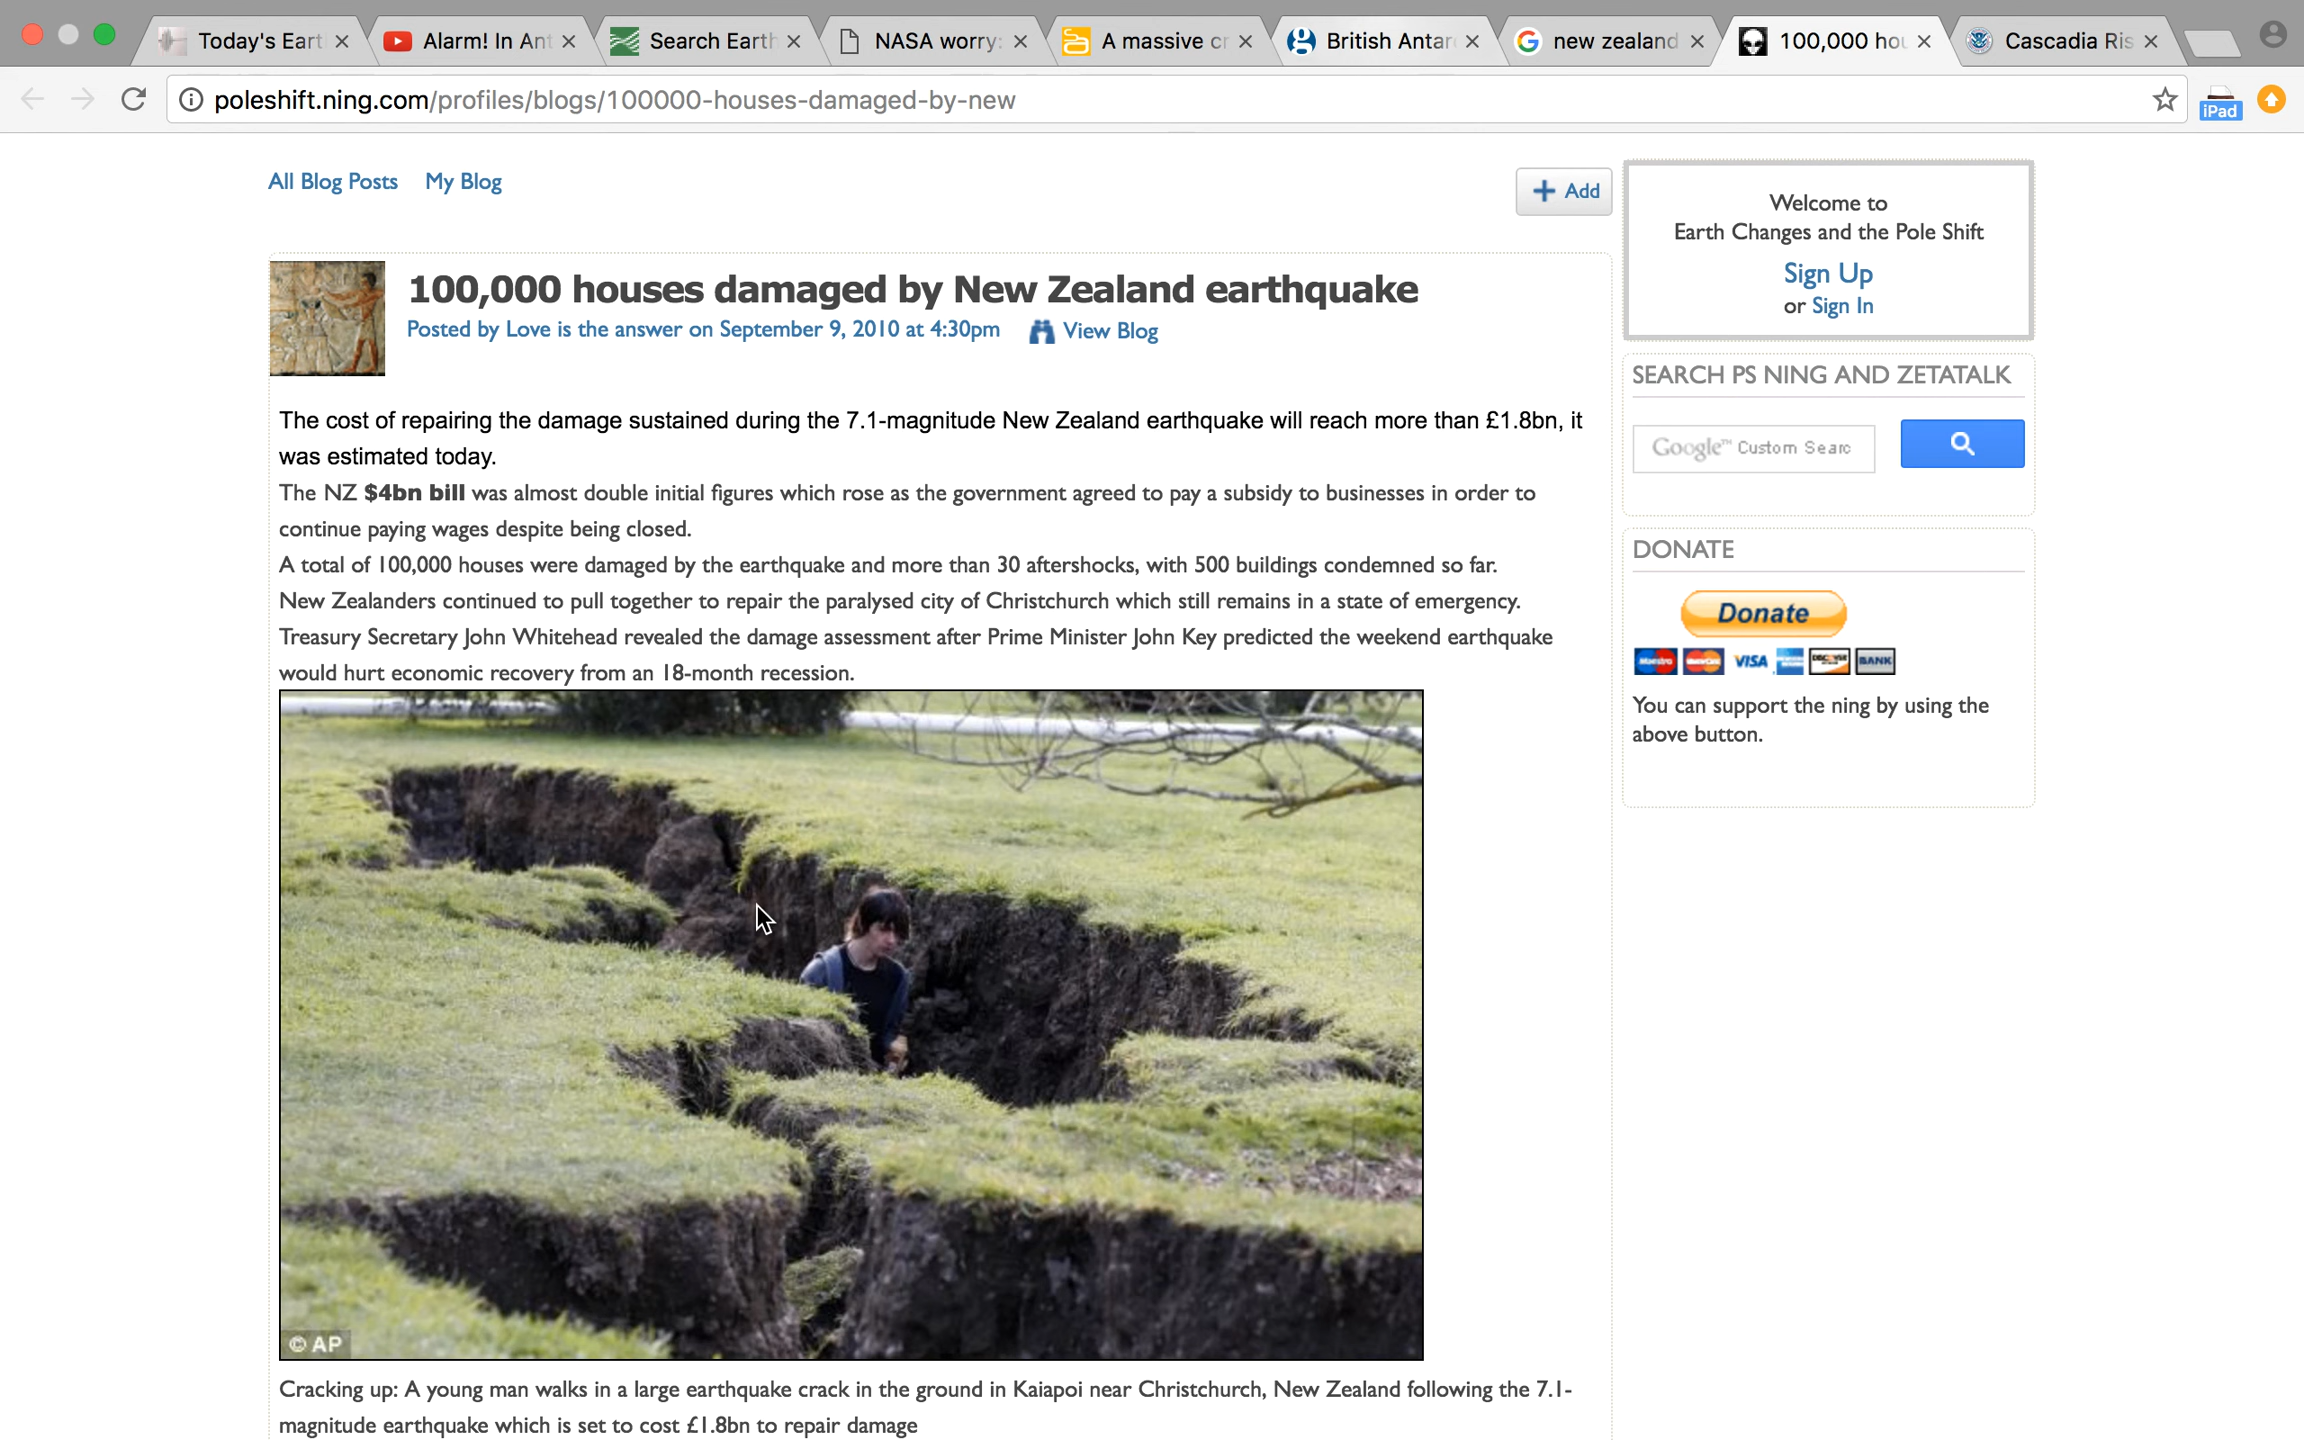 Today's Eart
Alarm! In Ant
Search Earth
NASA worry:
A massive cr
British Antar
new zealand
100,000 hou
Cascadia Ris
poleshift.ning.com/profiles/blogs/100000-houses-damaged-by-new
iPad
All Blog Posts My Blog
+ Add
100,000 houses damaged by New Zealand earthquake
Posted by Love is the answer on September 9, 2010 at 4:30pm View Blog
The cost of repairing the damage sustained during the 7.1-magnitude New Zealand earthquake will reach more than £1.8bn, it
was estimated today.
The NZ $4bn bill was almost double initial figures which rose as the government agreed to pay a subsidy to businesses in order to
continue paying wages despite being closed.
A total of 100,000 houses were damaged by the earthquake and more than 30 aftershocks, with 500 buildings condemned so far.
New Zealanders continued to pull together to repair the paralysed city of Christchurch which still remains in a state of emergency.
Treasury Secretary John Whitehead revealed the damage assessment after Prime Minister John Key predicted the weekend earthquake
would hurt economic recovery from an 18-month recession.
© AP
Cracking up: A young man walks in a large earthquake crack in the ground in Kaiapoi near Christchurch, New Zealand following the 7.1-
magnitude earthquake which is set to cost £1.8bn to repair damage
Welcome to
Earth Changes and the Pole Shift
Sign Up
or Sign In
SEARCH PS NING AND ZETATALK
Google™ Custom Searc
DONATE
Donate
Maestro VISA DISCOVER BANK
You can support the ning by using the
above button.